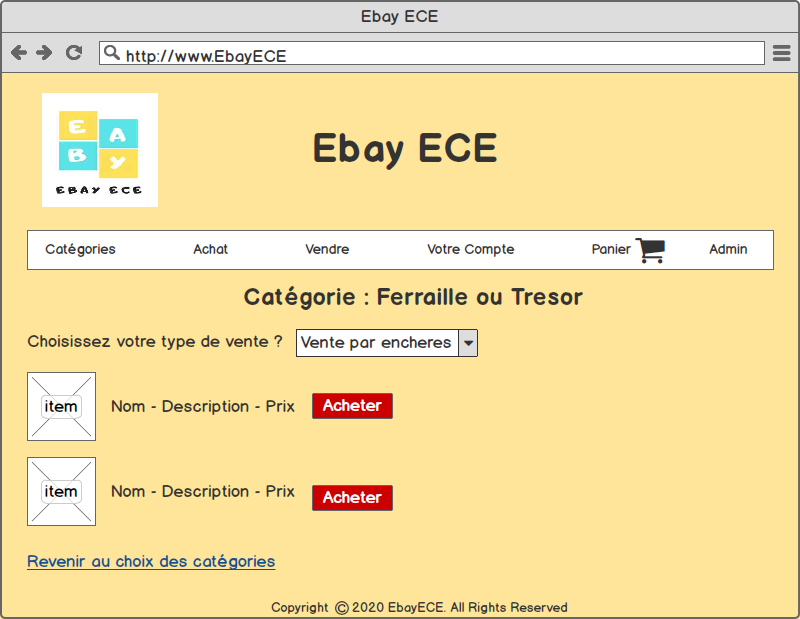 Ebay ECE
http://www.EbayECE
E A
B Y
EBAY ECE
Ebay ECE
Catégories Achat Vendre Votre Compte Panier Admin
Catégorie : Ferraille ou Tresor
Choisissez votre type de vente ? Vente par encheres
item Nom - Description - Prix Acheter
item Nom - Description - Prix Acheter
Revenir au choix des catégories
Copyright © 2020 EbayECE. All Rights Reserved